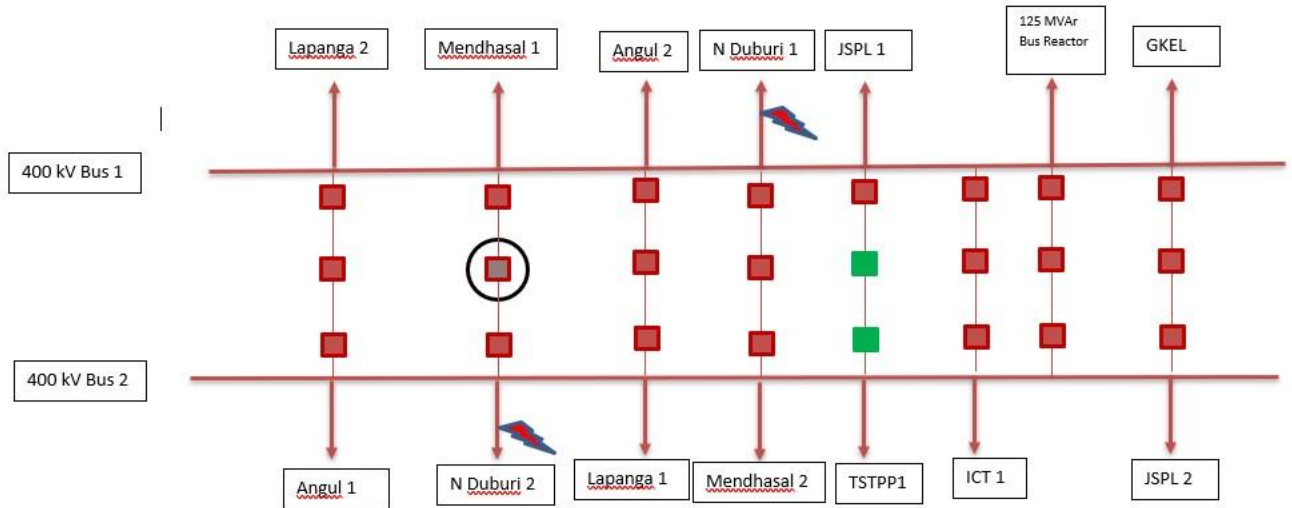 Lapanga 2
Mendhasal 1
Angul 2
N Duburi 1
JSPL 1
125 MVAr
Bus Reactor
GKEL
400 kV Bus 1
400 kV Bus 2
Angul 1
N Duburi 2
Lapanga 1
Mendhasal 2
TSTPP1
ICT 1
JSPL 2